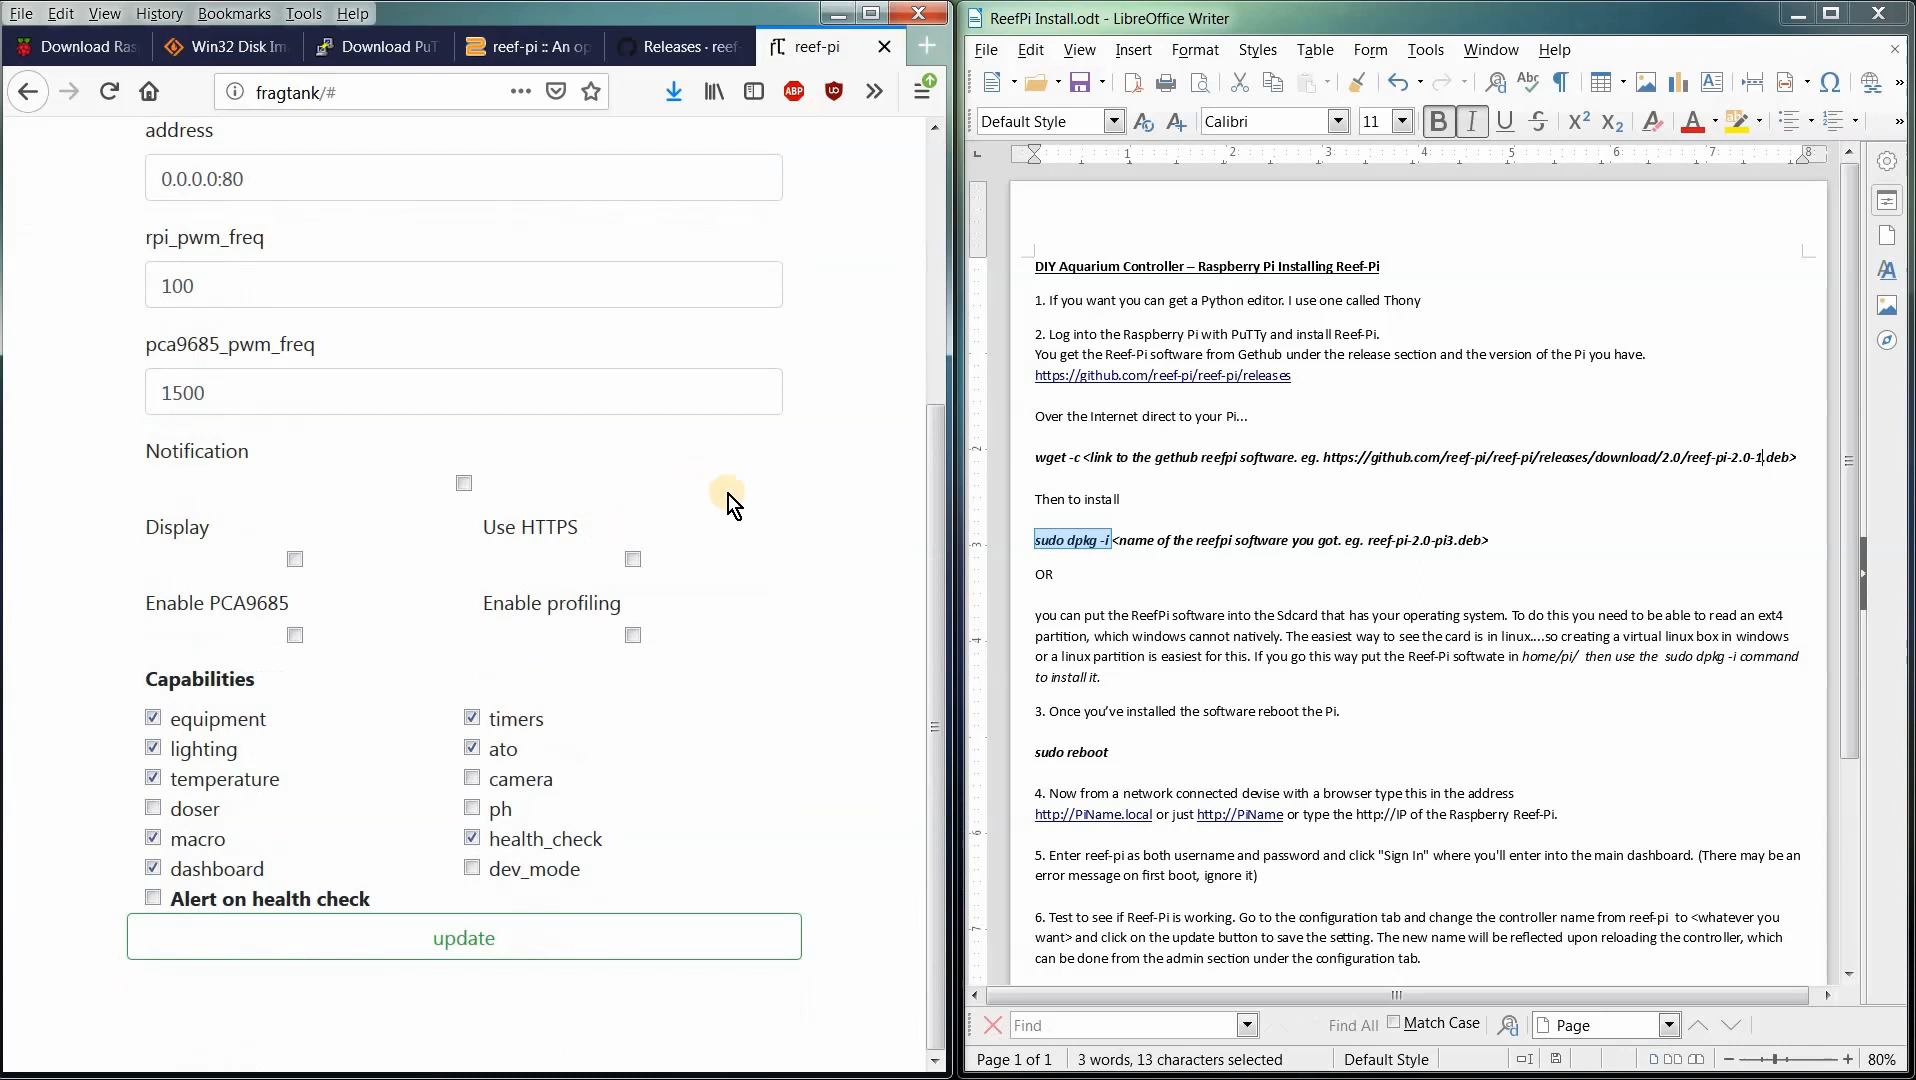 File Edit View History Bookmarks Tools Help
Download Ras
Win32 Disk Im
Download PuT
reef-pi :: An op
Releases · reef-
reef-pi
fragtank/#
ABP
address
0.0.0.0:80
rpi_pwm_freq
100
pca9685_pwm_freq
1500
Notification
Display Use HTTPS
Enable PCA9685 Enable profiling
Capabilities
equipment timers
lighting ato
temperature camera
doser ph
macro health_check
dashboard dev_mode
Alert on health check
update
ReefPi Install.odt - LibreOffice Writer
File Edit View Insert Format Styles Table Form Tools Window Help
Default Style Calibri 11
1 2 3 4 5 6 7 8
DIY Aquarium Controller – Raspberry Pi Installing Reef-Pi
1. If you want you can get a Python editor. I use one called Thony
2. Log into the Raspberry Pi with PuTTy and install Reef-Pi.
You get the Reef-Pi software from Gethub under the release section and the version of the Pi you have.
https://github.com/reef-pi/reef-pi/releases
Over the Internet direct to your Pi...
wget -c <link to the gethub reefpi software. eg. https://github.com/reef-pi/reef-pi/releases/download/2.0/reef-pi-2.0-1.deb>
Then to install
sudo dpkg -i <name of the reefpi software you got. eg. reef-pi-2.0-pi3.deb>
OR
you can put the ReefPi software into the Sdcard that has your operating system. To do this you need to be able to read an ext4
partition, which windows cannot natively. The easiest way to see the card is in linux....so creating a virtual linux box in windows
or a linux partition is easiest for this. If you go this way put the Reef-Pi softwate in home/pi/ then use the sudo dpkg -i command
to install it.
3. Once you've installed the software reboot the Pi.
sudo reboot
4. Now from a network connected devise with a browser type this in the address
http://PiName.local or just http://PiName or type the http://IP of the Raspberry Reef-Pi.
5. Enter reef-pi as both username and password and click "Sign In" where you'll enter into the main dashboard. (There may be an
error message on first boot, ignore it)
6. Test to see if Reef-Pi is working. Go to the configuration tab and change the controller name from reef-pi to <whatever you
want> and click on the update button to save the setting. The new name will be reflected upon reloading the controller, which
can be done from the admin section under the configuration tab.
Find Find All Match Case Page
Page 1 of 1 3 words, 13 characters selected Default Style 80%